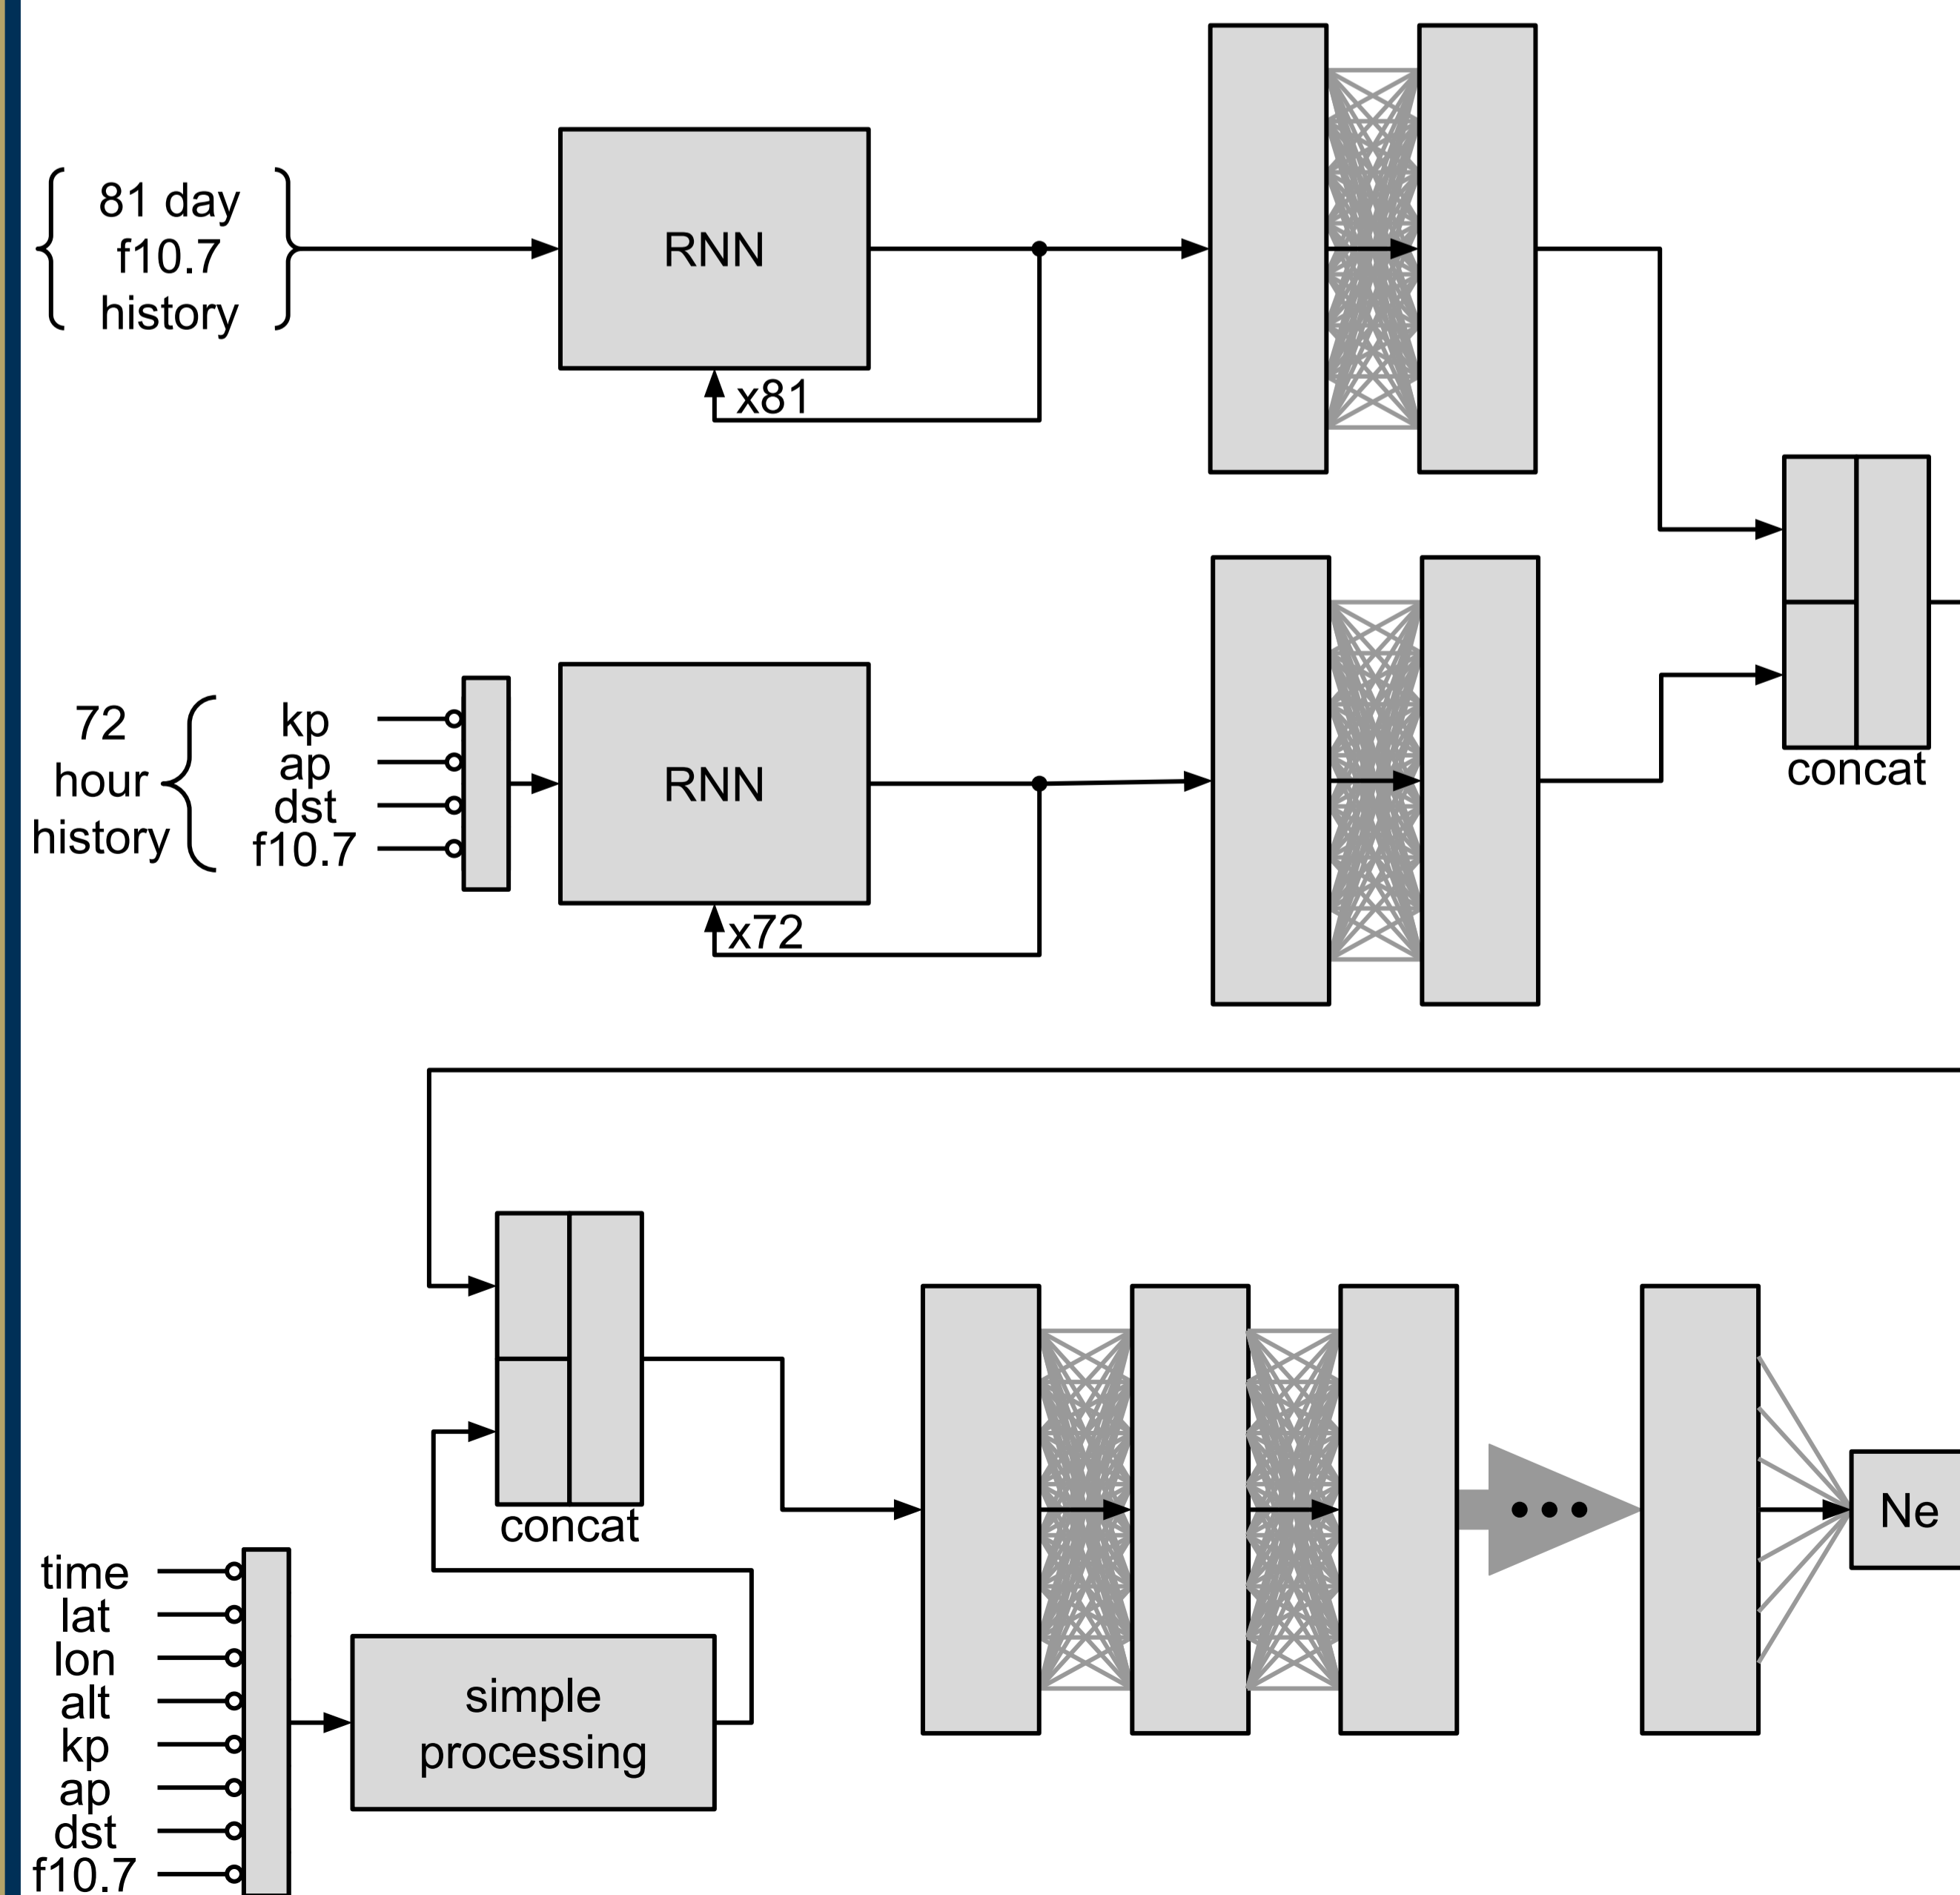 81 day
f10.7
history
RNN
x81
72
hour
history
kp
ap
dst
f10.7
RNN
x72
concat
concat
time
lat
lon
alt
kp
ap
dst
f10.7
simple
processing
Ne